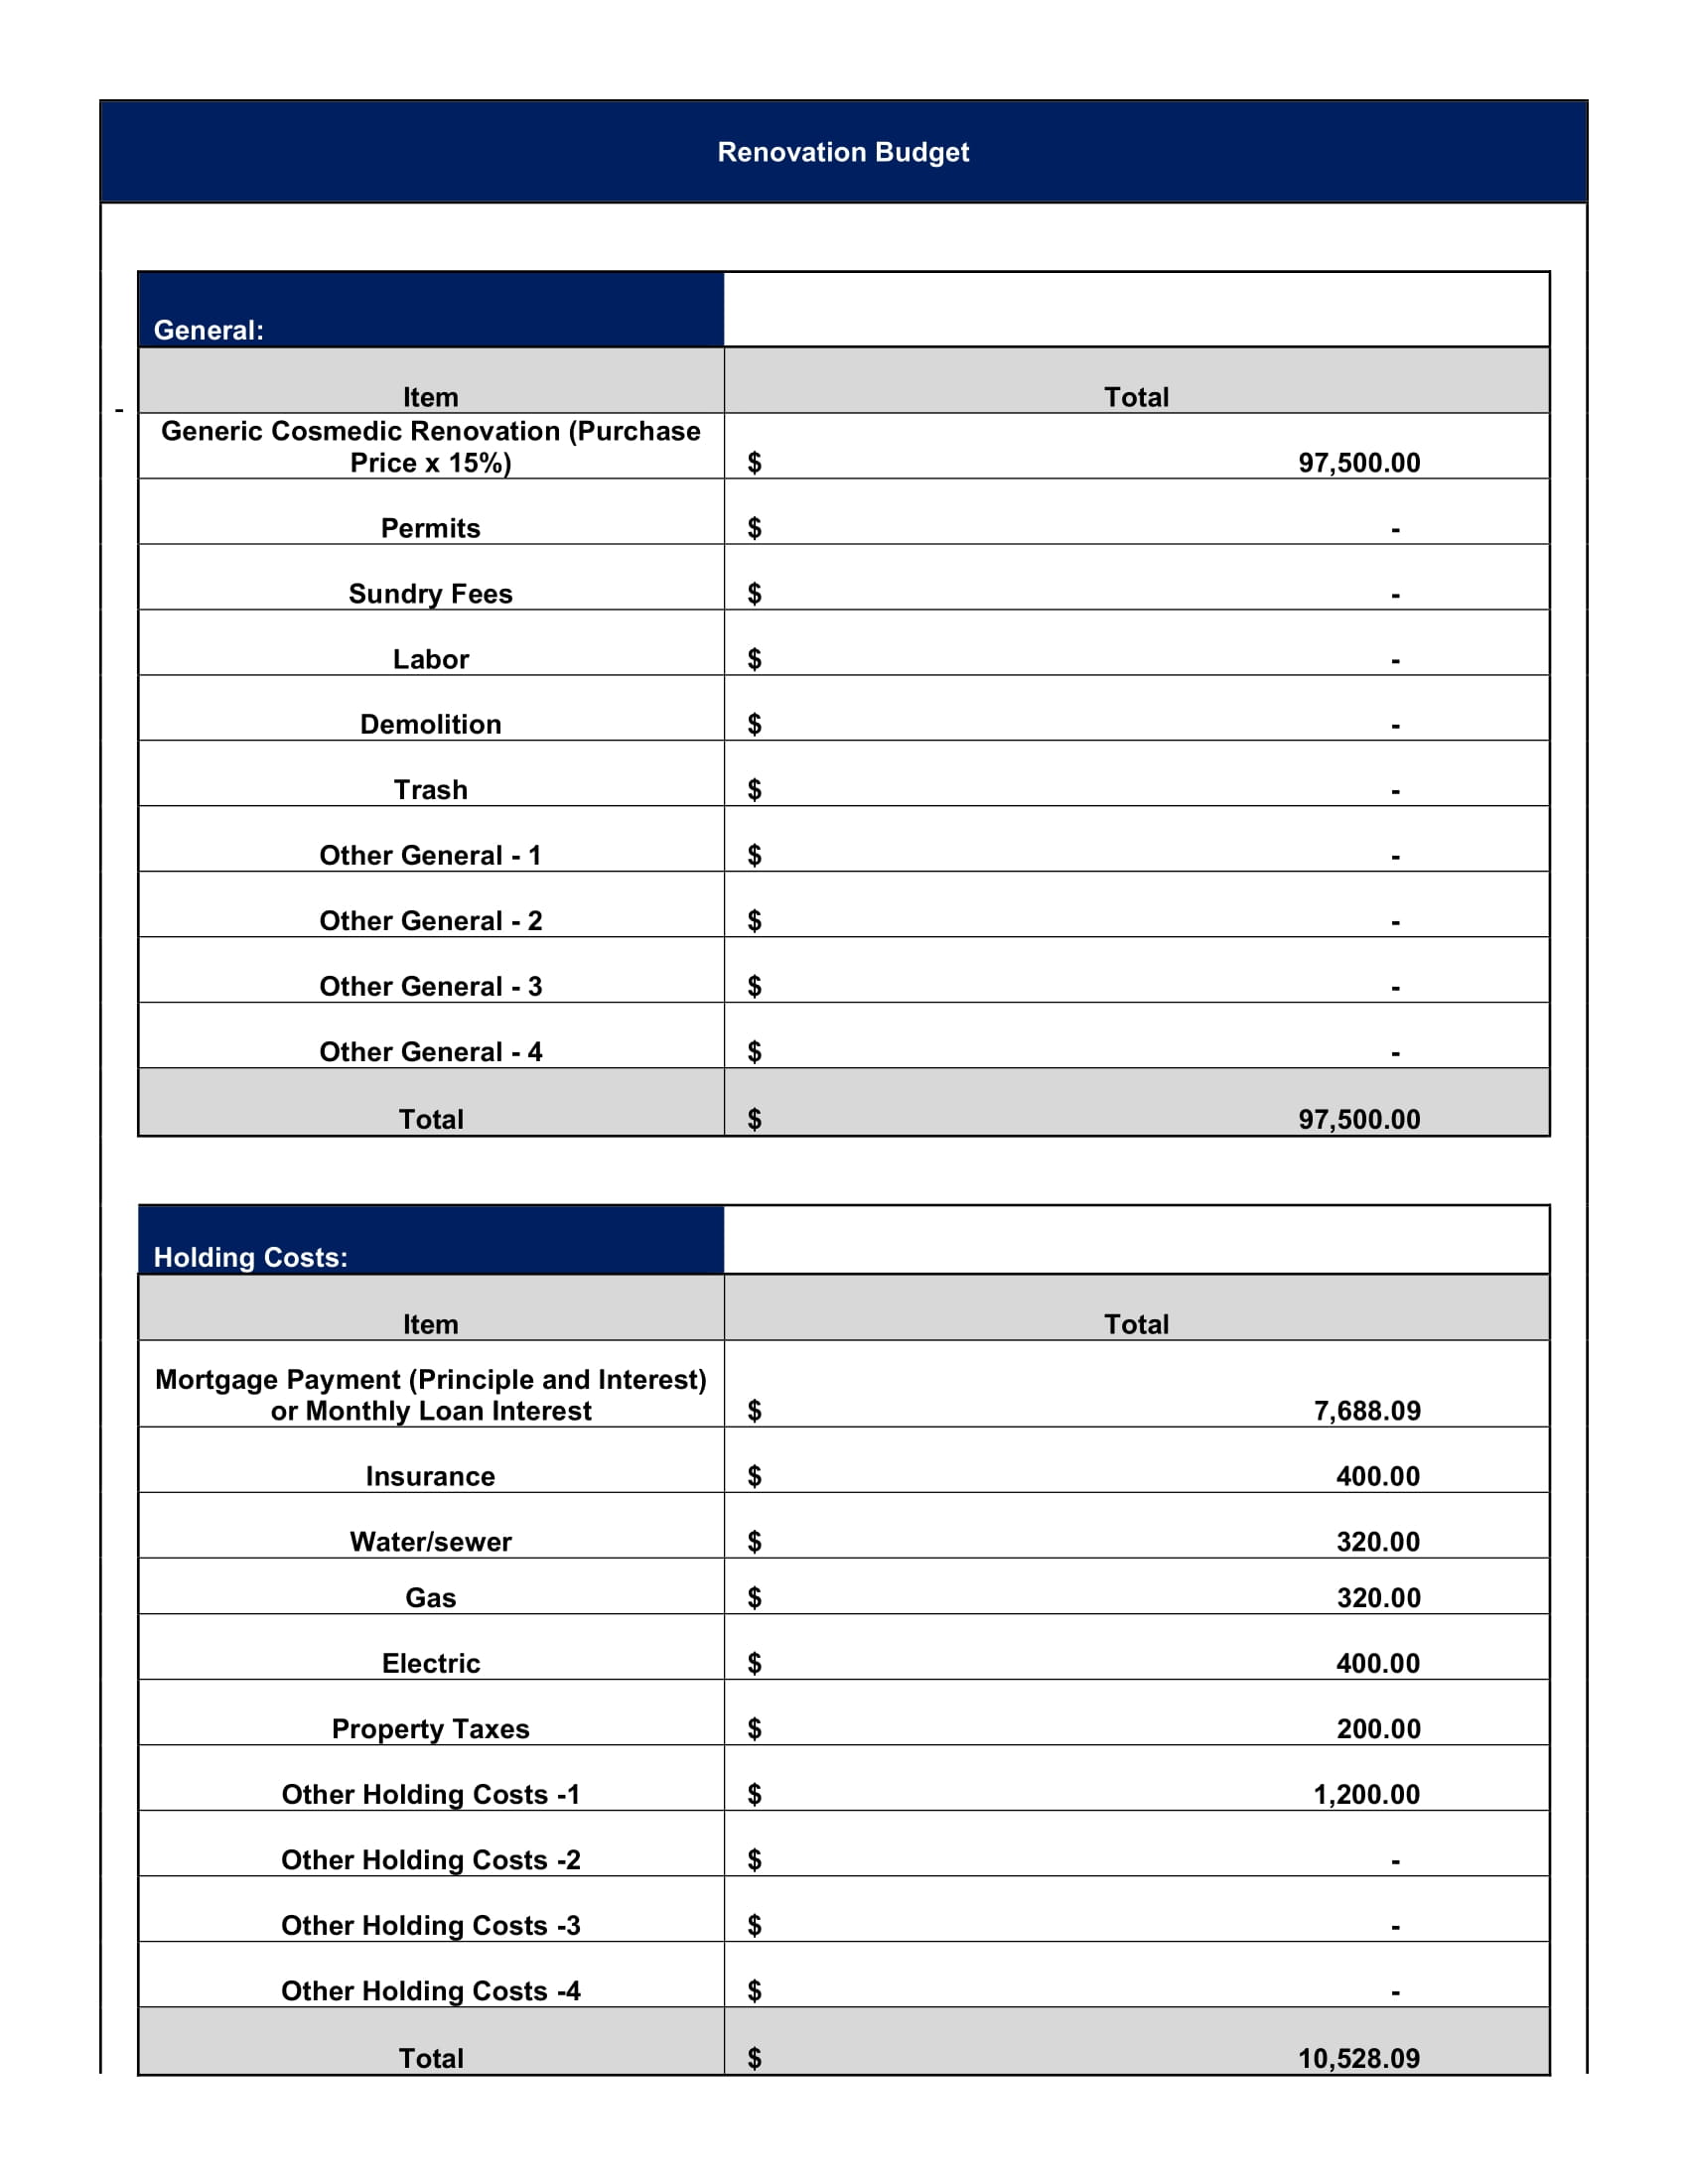 Renovation Budget
General:
Item Total
-
Generic Cosmedic Renovation (Purchase
Price x 15%) $ 97,500.00
Permits $ -
Sundry Fees $ -
Labor $ -
Demolition $ -
Trash $ -
Other General - 1 $ -
Other General - 2 $ -
Other General - 3 $ -
Other General - 4 $ -
Total $ 97,500.00
Holding Costs:
Item Total
Mortgage Payment (Principle and Interest)
or Monthly Loan Interest $ 7,688.09
Insurance $ 400.00
Water/sewer $ 320.00
Gas $ 320.00
Electric $ 400.00
Property Taxes $ 200.00
Other Holding Costs -1 $ 1,200.00
Other Holding Costs -2 $ -
Other Holding Costs -3 $ -
Other Holding Costs -4 $ -
Total $ 10,528.09